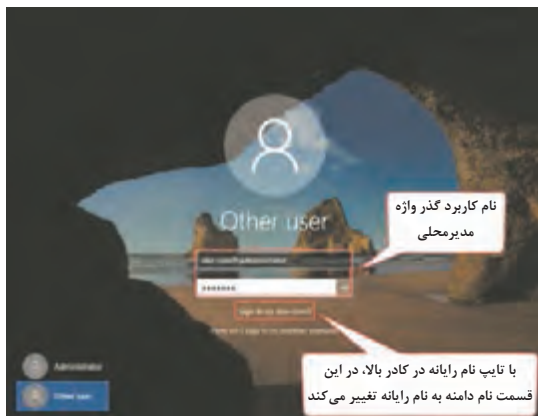 Other user
نام کاربرد گذر واژه
مدیرمحلی
با تایپ نام رایانه در کادر بالا، در این
قسمت نام دامنه به نام رایانه تغییر می‌کند
Administrator
Other user